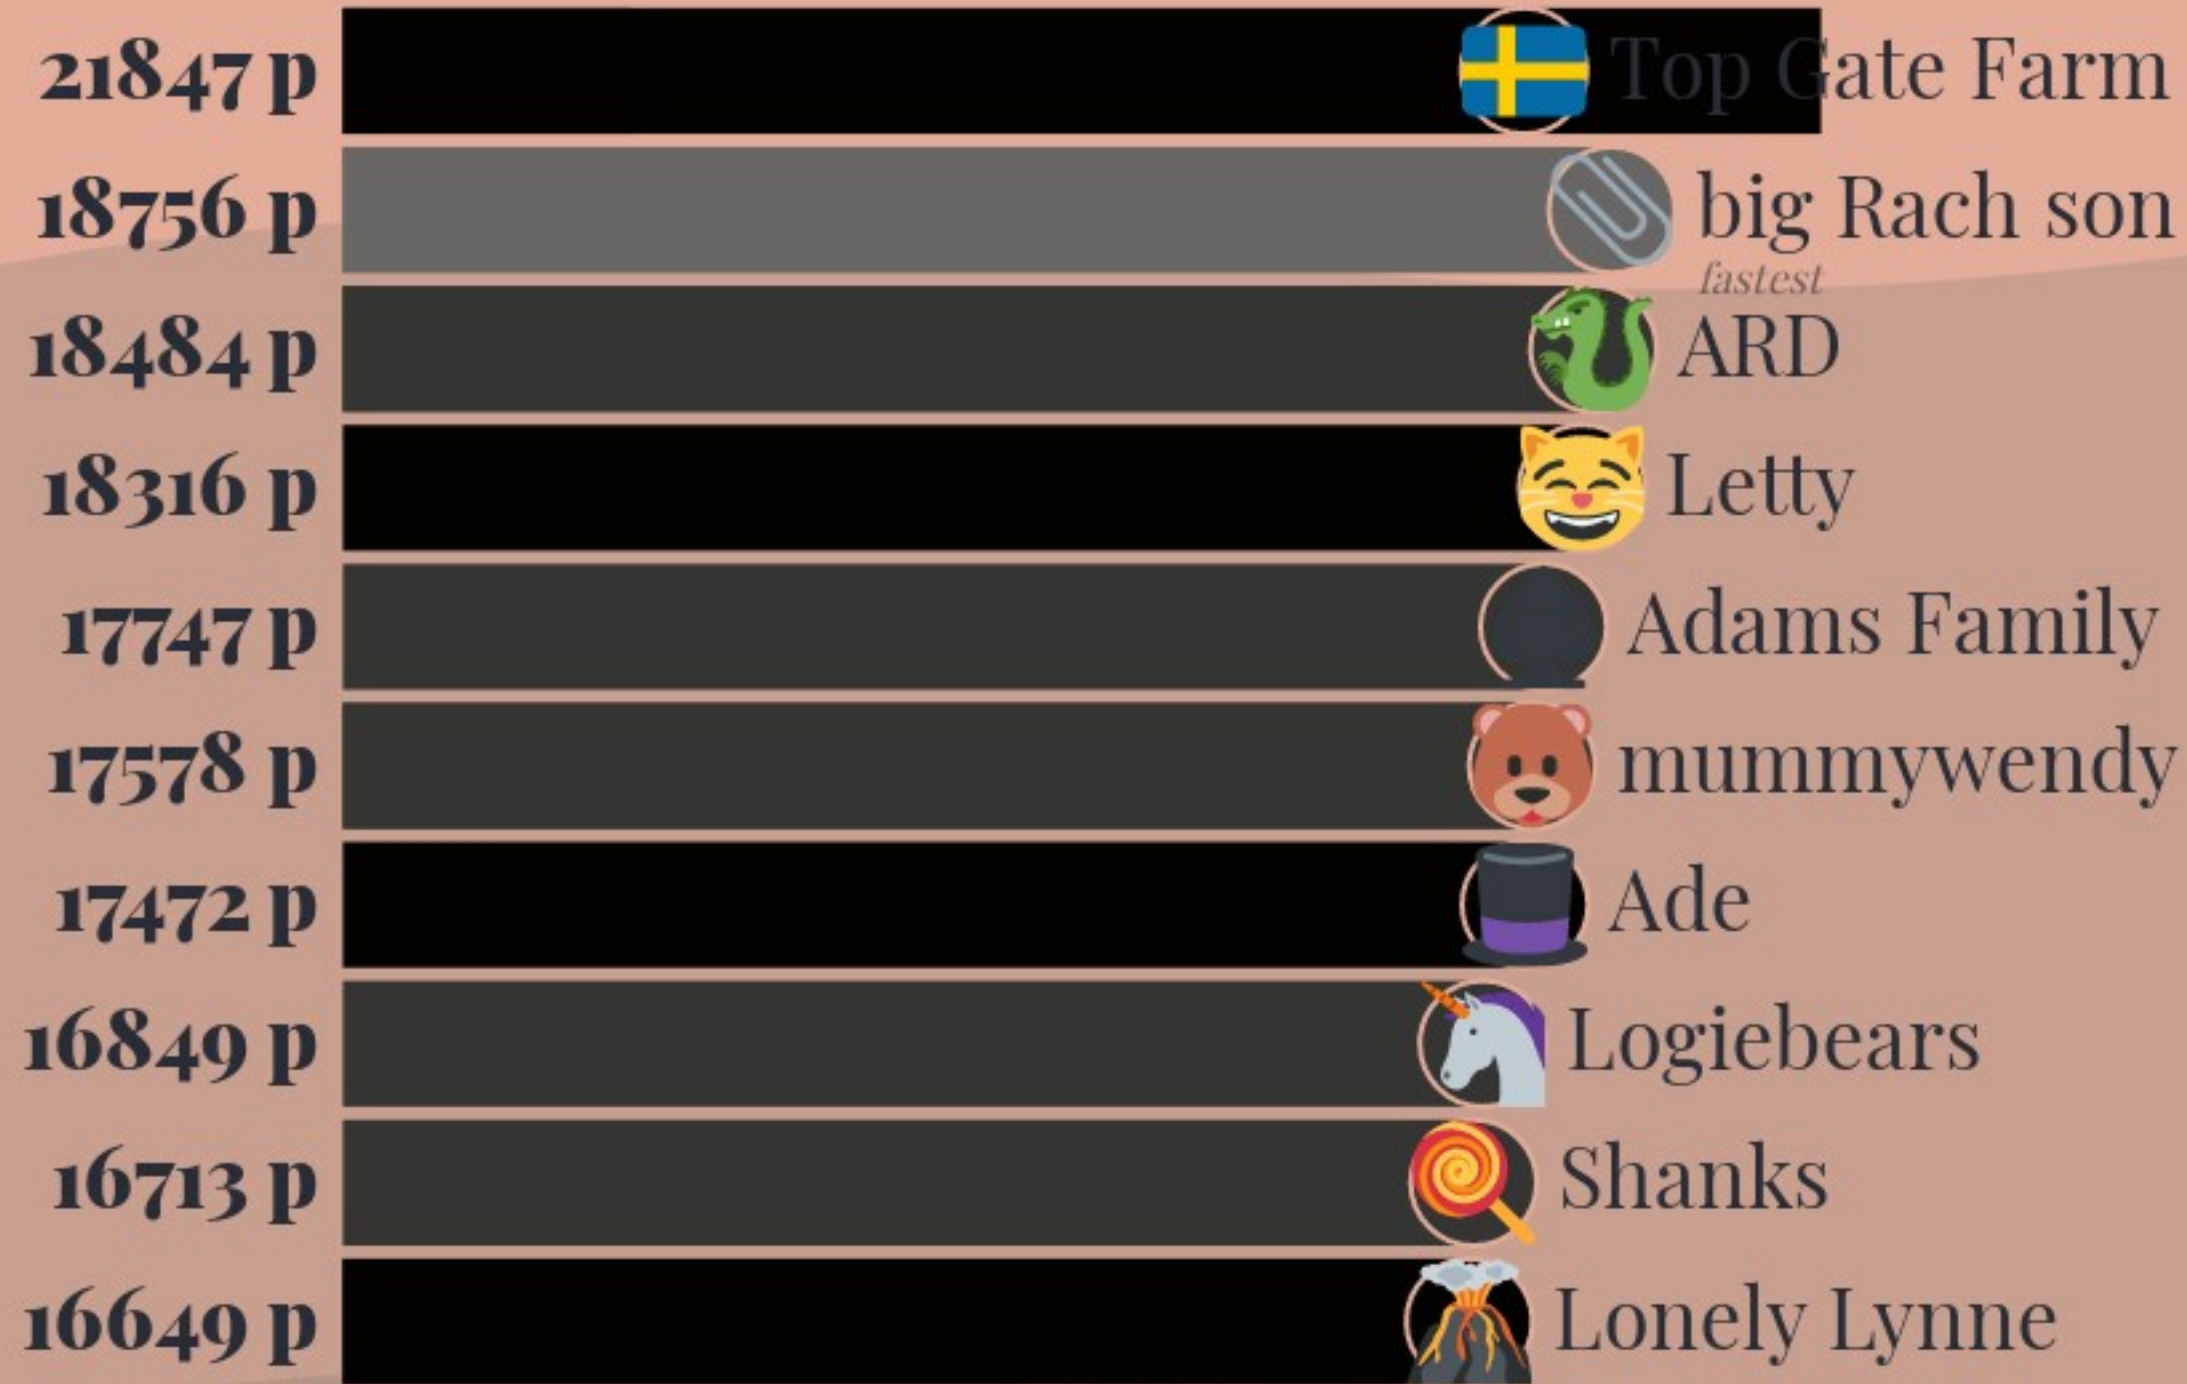 21847 p Top Gate Farm
18756 p big Rach son
fastest
18484 p ARD
18316 p Letty
17747 p Adams Family
17578 p mummywendy
17472 p Ade
16849 p Logiebears
16713 p Shanks
16649 p Lonely Lynne